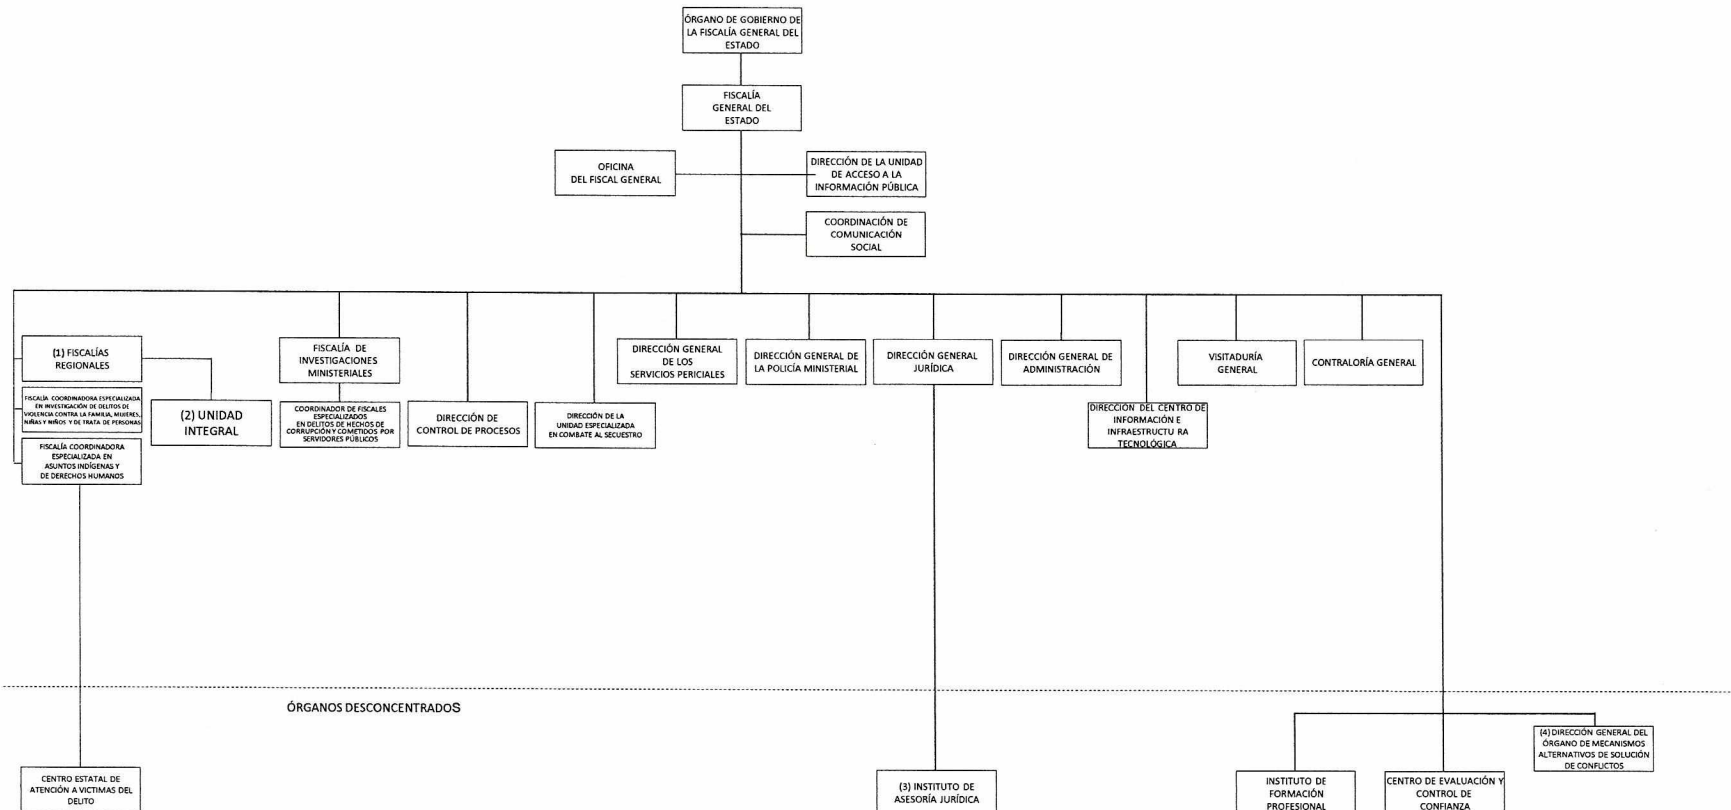 ÓRGANO DE GOBIERNO DE
LA FISCALÍA GENERAL DEL
ESTADO
FISCALÍA
GENERAL DEL
ESTADO
OFICINA
DEL FISCAL GENERAL
DIRECCIÓN DE LA UNIDAD
DE ACCESO A LA
INFORMACIÓN PÚBLICA
COORDINACIÓN DE
COMUNICACIÓN
SOCIAL
(1) FISCALÍAS
REGIONALES
FISCALÍA COORDINADORA ESPECIALIZADA
EN INVESTIGACIÓN DE DELITOS DE
VIOLENCIA CONTRA LA FAMILIA, MUJERES,
NIÑAS Y NIÑOS Y DE TRATA DE PERSONAS
FISCALÍA COORDINADORA
ESPECIALIZADA EN
ASUNTOS INDÍGENAS Y
DE DERECHOS HUMANOS
(2) UNIDAD
INTEGRAL
FISCALÍA DE
INVESTIGACIONES
MINISTERIALES
COORDINADOR DE FISCALES
ESPECIALIZADOS
EN DELITOS DE HECHOS DE
CORRUPCIÓN Y COMETIDOS POR
SERVIDORES PÚBLICOS
DIRECCIÓN DE
CONTROL DE PROCESOS
DIRECCIÓN DE LA
UNIDAD ESPECIALIZADA
EN COMBATE AL SECUESTRO
DIRECCIÓN GENERAL
DE LOS
SERVICIOS PERICIALES
DIRECCIÓN GENERAL DE
LA POLICÍA MINISTERIAL
DIRECCIÓN GENERAL
JURÍDICA
DIRECCIÓN GENERAL DE
ADMINISTRACIÓN
DIRECCION DEL CENTRO DE
INFORMACIÓN E
INFRAESTRUCTU RA
TECNOLÓGICA
VISITADURÍA
GENERAL
CONTRALORÍA GENERAL
ÓRGANOS DESCONCENTRADOS
CENTRO ESTATAL DE
ATENCIÓN A VICTIMAS DEL
DELITO
(3) INSTITUTO DE
ASESORÍA JURÍDICA
INSTITUTO DE
FORMACIÓN
PROFESIONAL
CENTRO DE EVALUACIÓN Y
CONTROL DE
CONFIANZA
(4) DIRECCIÓN GENERAL DEL
ÓRGANO DE MECANISMOS
ALTERNATIVOS DE SOLUCIÓN
DE CONFLICTOS